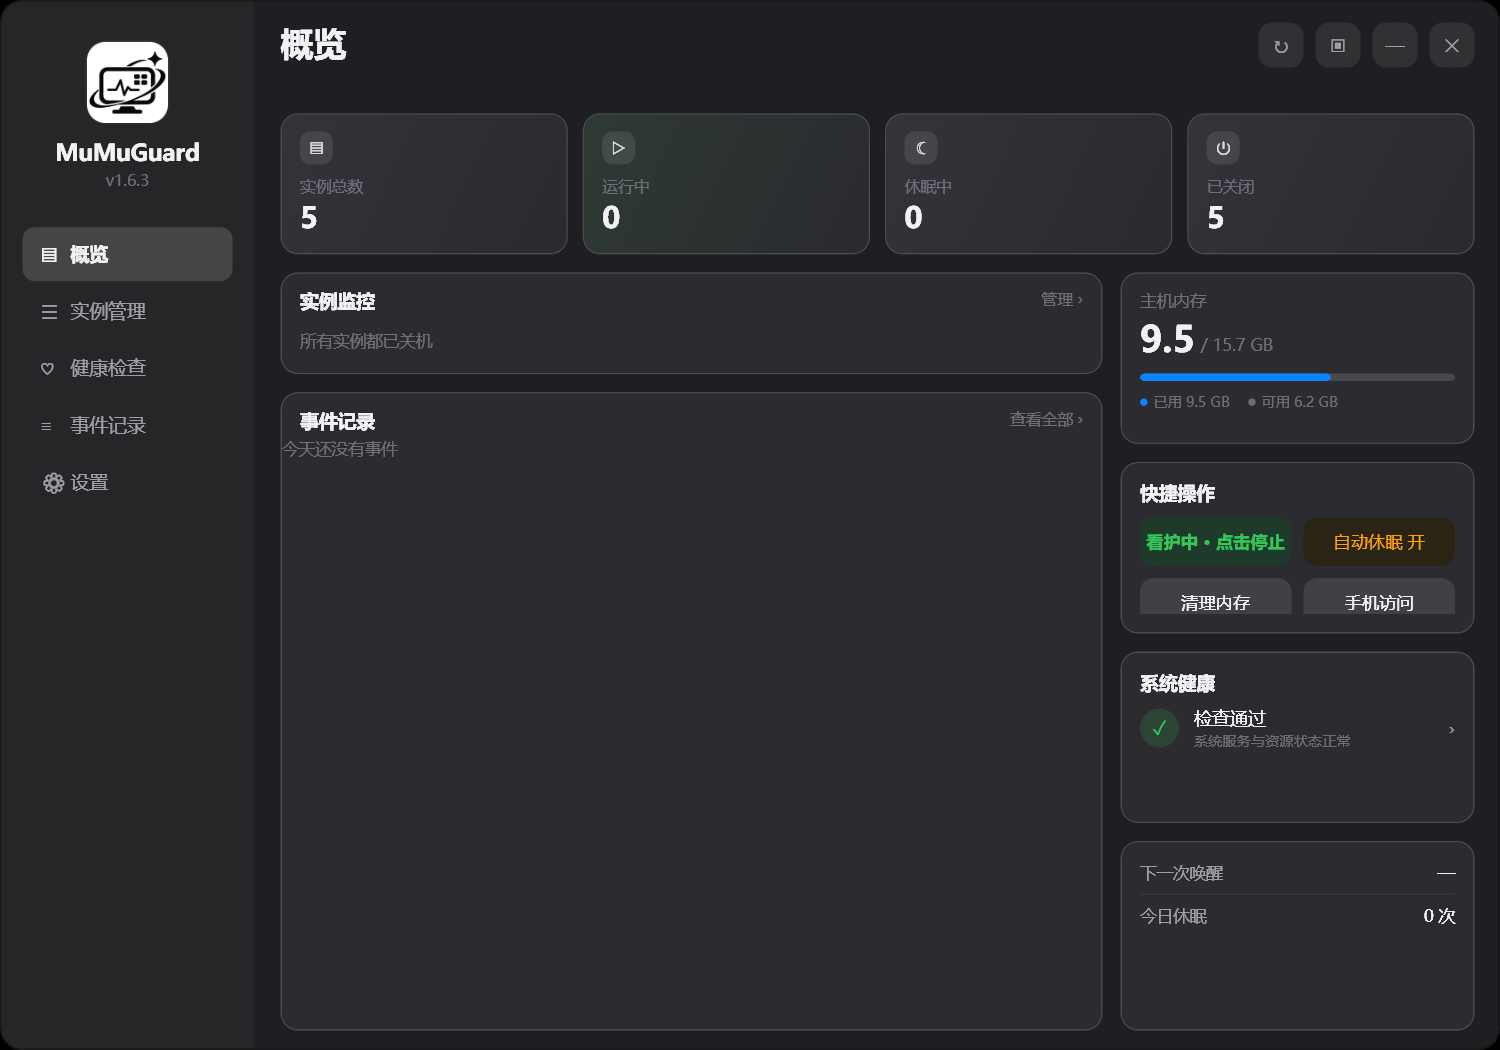 MuMuGuard
v1.6.3
概览
实例管理
健康检查
事件记录
设置
概览
实例总数
5
运行中
0
休眠中
0
已关闭
5
实例监控
管理 ›
所有实例都已关机
事件记录
查看全部 ›
今天还没有事件
主机内存
9.5 / 15.7 GB
已用 9.5 GB
可用 6.2 GB
快捷操作
看护中 • 点击停止
自动休眠 开
清理内存
手机访问
系统健康
检查通过
系统服务与资源状态正常
下一次唤醒
—
今日休眠
0 次